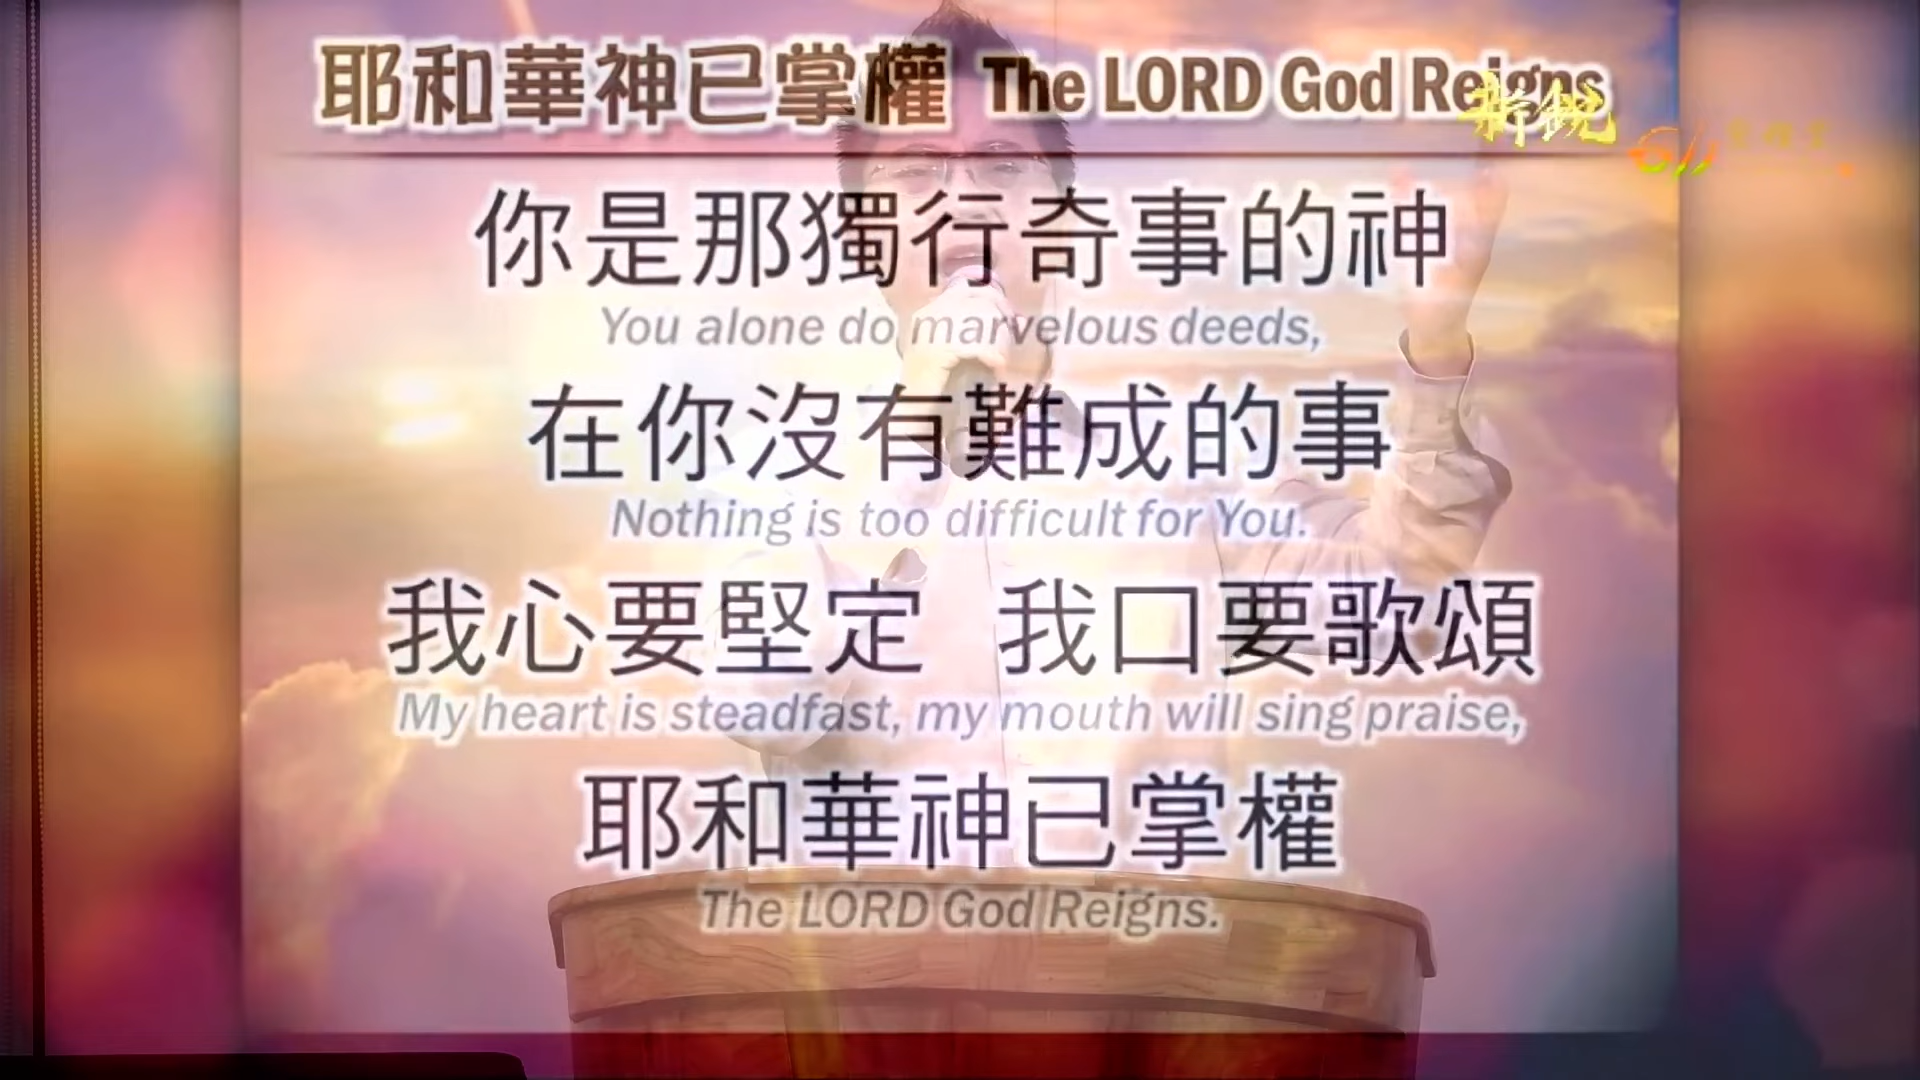 耶和華神已掌權 The LORD God Reigns
新銳
611
你是那獨行奇事的神
You alone do marvelous deeds,
在你沒有難成的事
Nothing is too difficult for You.
我心要堅定 我口要歌頌
My heart is steadfast, my mouth will sing praise,
耶和華神已掌權
The LORD God Reigns.